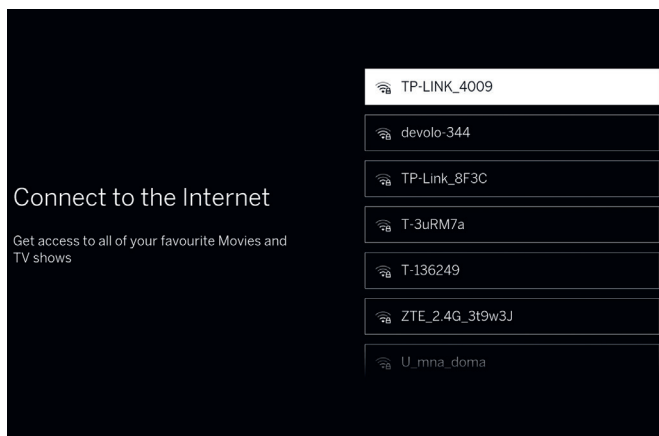 Connect to the Internet
Get access to all of your favourite Movies and
TV shows
TP-LINK_4009
devolo-344
TP-Link_8F3C
T-3uRM7a
T-136249
ZTE_2.4G_3t9w3J
U_mna_doma